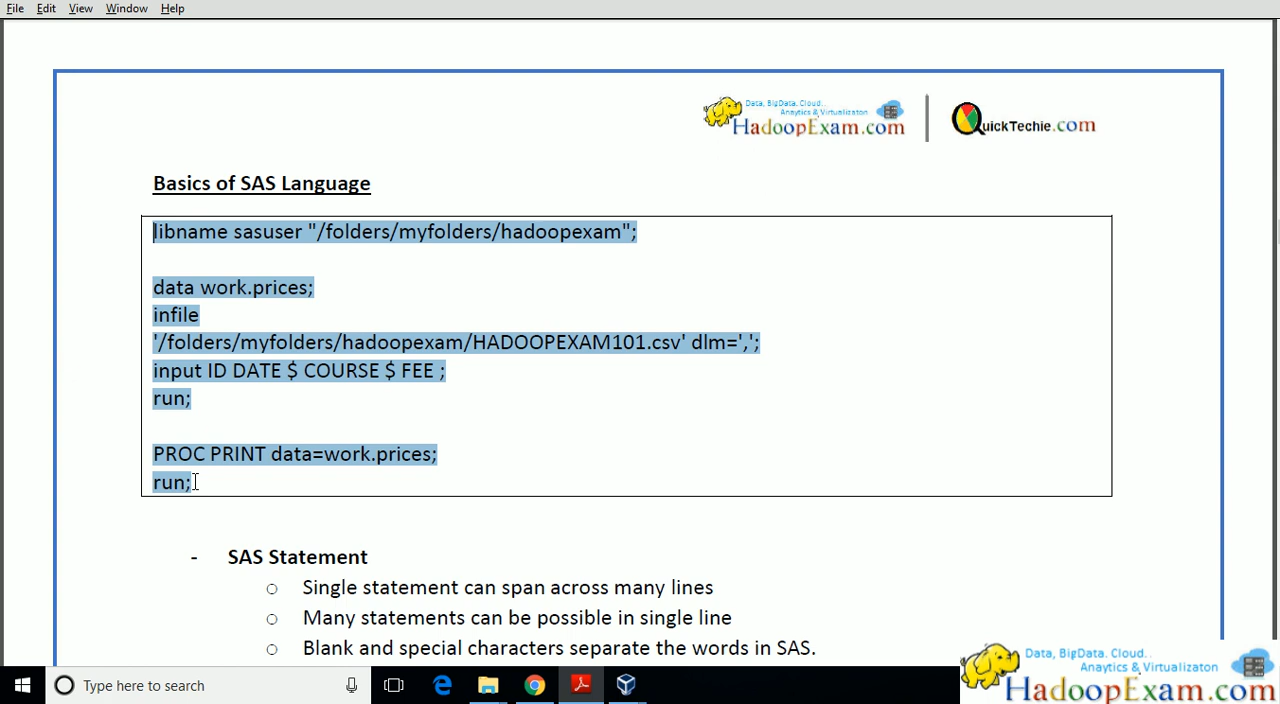 File Edit View Window Help
Data, BigData, Cloud..
Anaytics & Virtualizaton
HadoopExam.com
QuickTechie.com
Basics of SAS Language
libname sasuser "/folders/myfolders/hadoopexam";
data work.prices;
infile
'/folders/myfolders/hadoopexam/HADOOPEXAM101.csv' dlm=',';
input ID DATE $ COURSE $ FEE ;
run;
PROC PRINT data=work.prices;
run;
- SAS Statement
o Single statement can span across many lines
o Many statements can be possible in single line
o Blank and special characters separate the words in SAS.
Type here to search
Data, BigData. Cloud..
Anaytics & Virtualizaton
HadoopExam.com